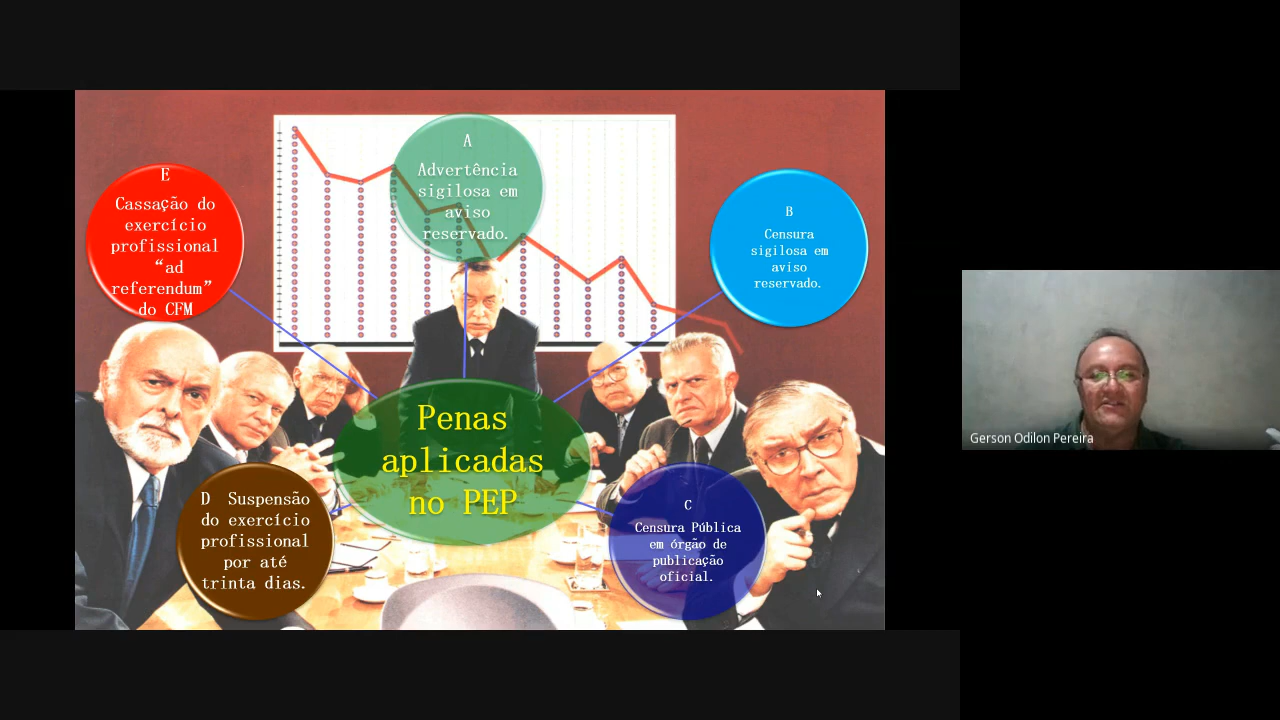 A
Advertência
sigilosa em
aviso
reservado.
B
Censura
sigilosa em
aviso
reservado.
C
Censura Pública
em órgão de
publicação
oficial.
D Suspensão
do exercício
profissional
por até
trinta dias.
E
Cassação do
exercício
profissional
“ad
referendum”
do CFM
Penas
aplicadas
no PEP
Gerson Odilon Pereira